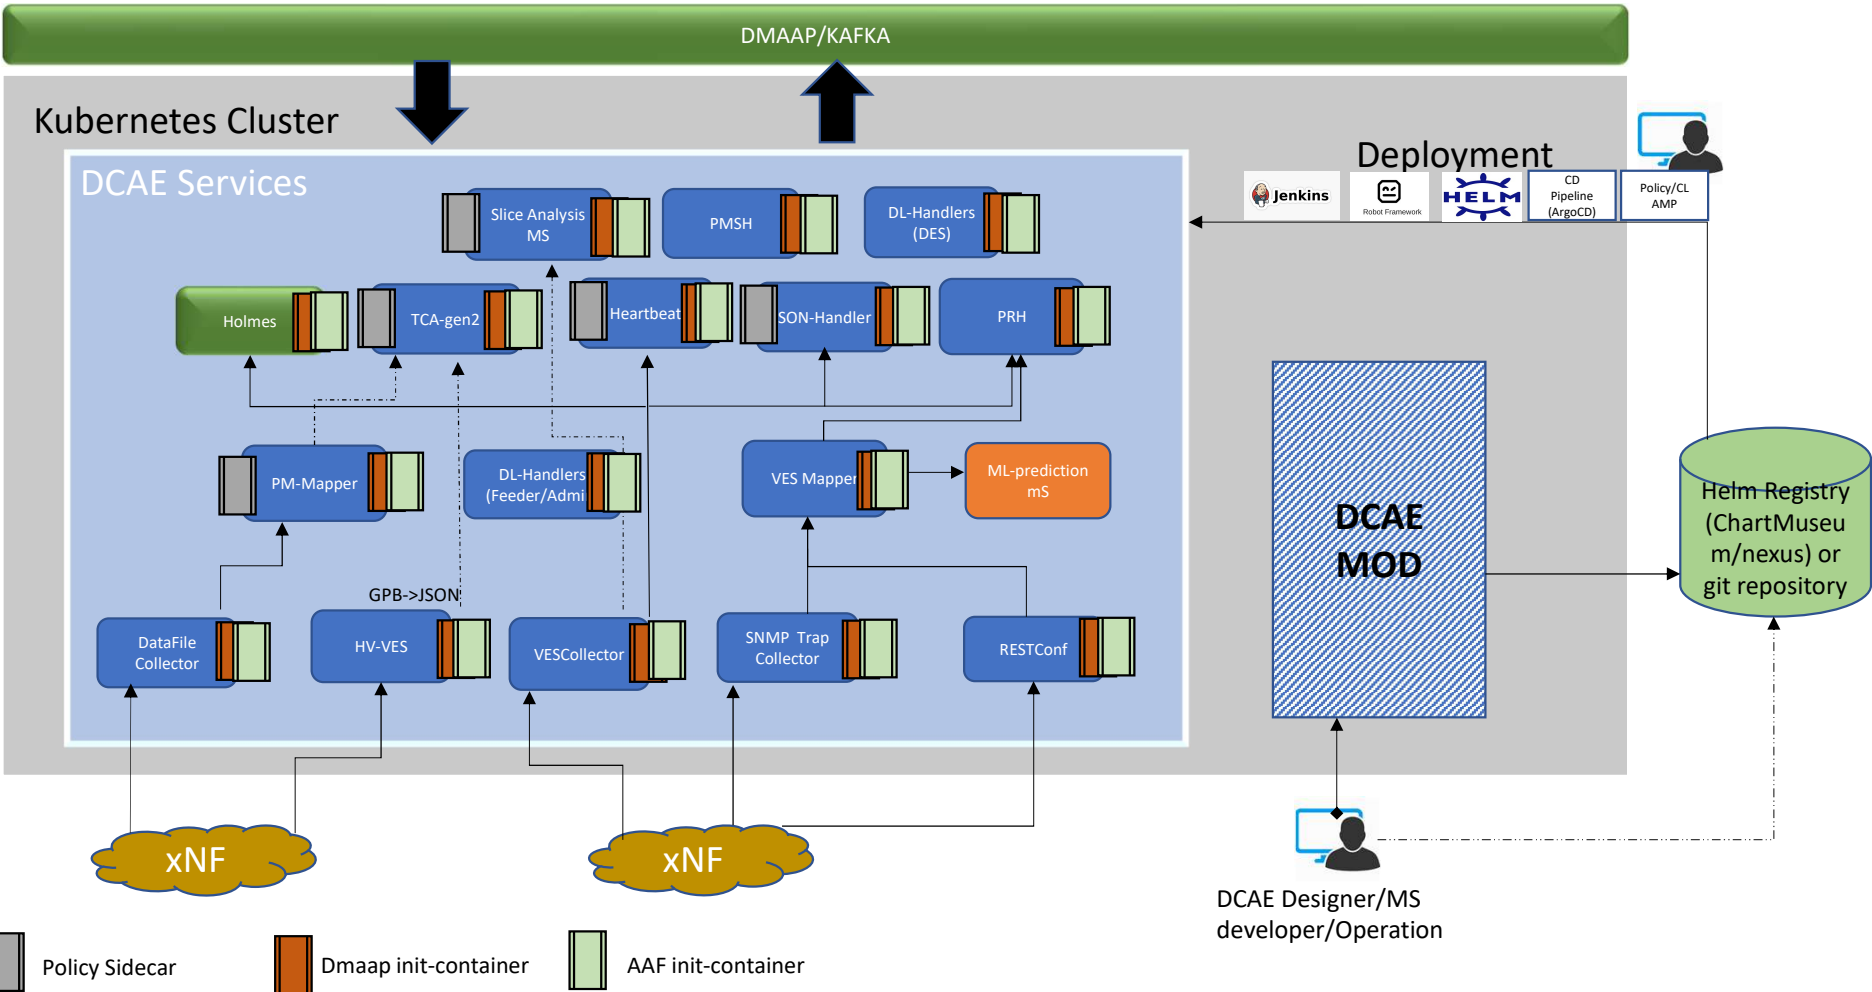 DMAAP/KAFKA
Kubernetes Cluster
Deployment
Jenkins
Robot Framework
HELM
CD
Pipeline
(ArgoCD)
Policy/CL
AMP
DCAE Services
Slice Analysis
MS
PMSH
DL-Handlers
(DES)
Holmes
TCA-gen2
Heartbeat
SON-Handler
PRH
PM-Mapper
DL-Handlers
(Feeder/Admi
VES Mapper
ML-prediction
mS
DCAE
MOD
Helm Registry
(ChartMuseu
m/nexus) or
git repository
GPB->JSON
DataFile
Collector
HV-VES
VESCollector
SNMP Trap
Collector
RESTConf
xNF
xNF
DCAE Designer/MS
developer/Operation
Policy Sidecar
Dmaap init-container
AAF init-container